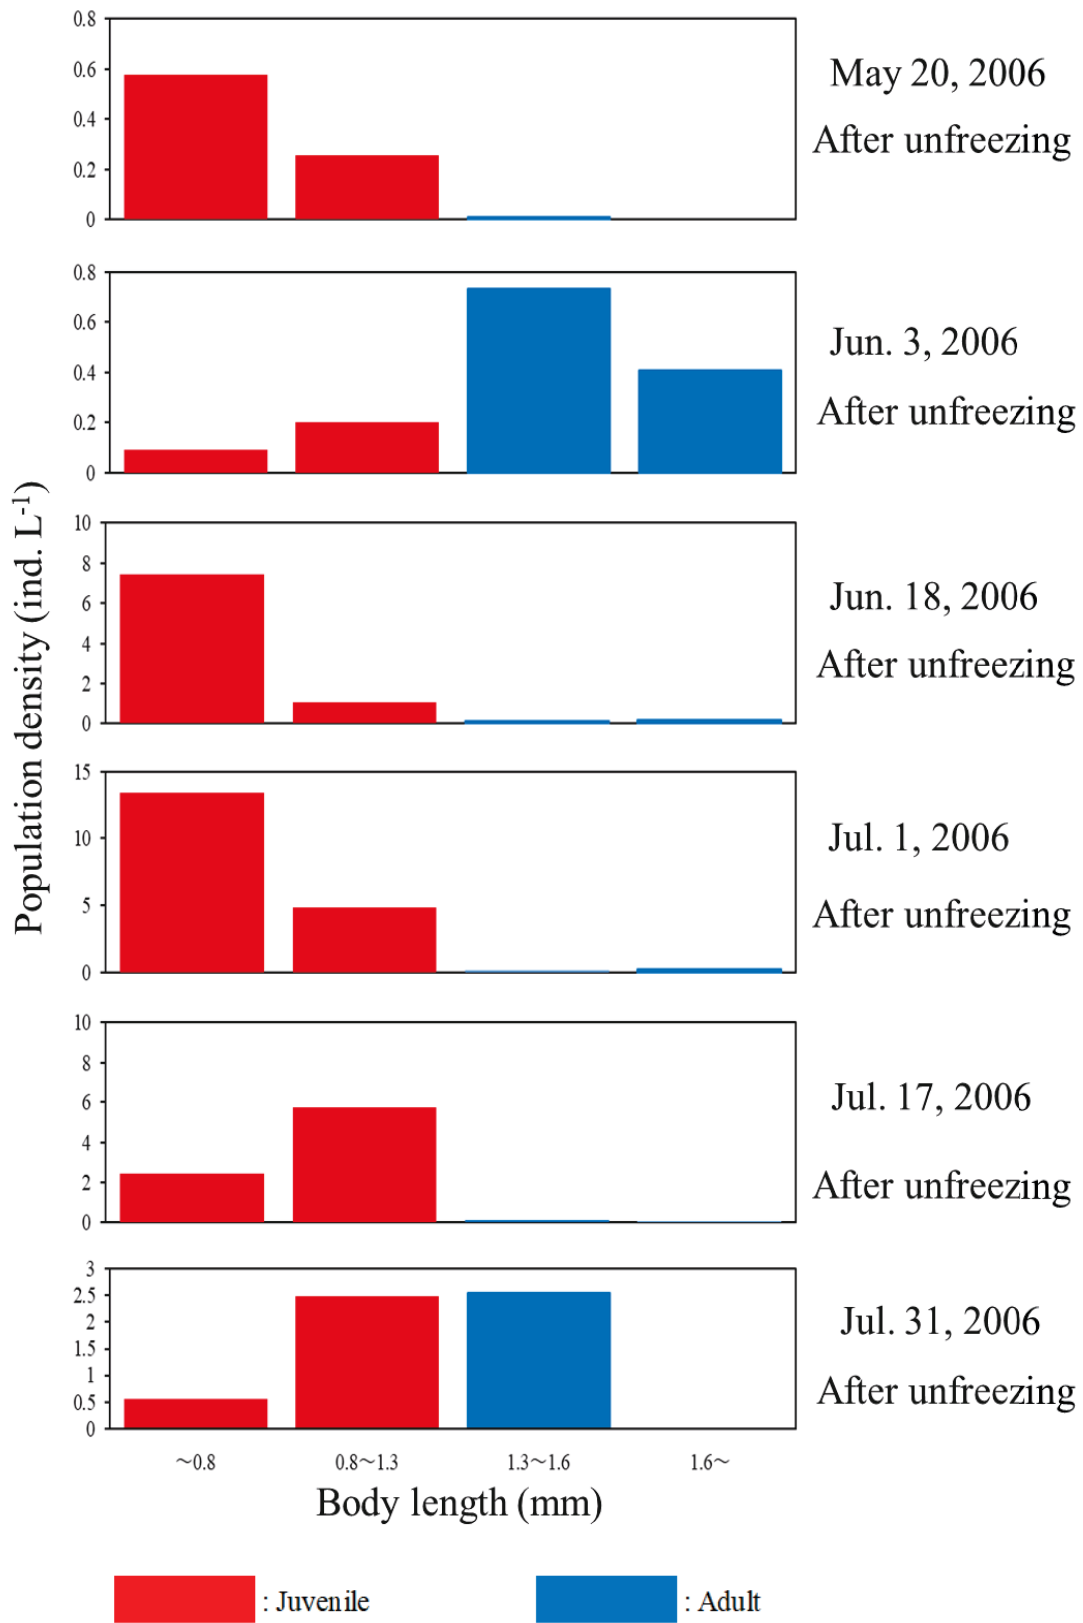 Population density (ind. L-1)
0.8
0.6
0.4
0.2
0
May 20, 2006
After unfreezing
0.8
0.6
0.4
0.2
0
Jun. 3, 2006
After unfreezing
10
8
6
4
2
0
Jun. 18, 2006
After unfreezing
15
10
5
0
Jul. 1, 2006
After unfreezing
10
8
6
4
2
0
Jul. 17, 2006
After unfreezing
3
2.5
2
1.5
1
0.5
0
Jul. 31, 2006
After unfreezing
~0.8 0.8~1.3 1.3~1.6 1.6~
Body length (mm)
: Juvenile : Adult